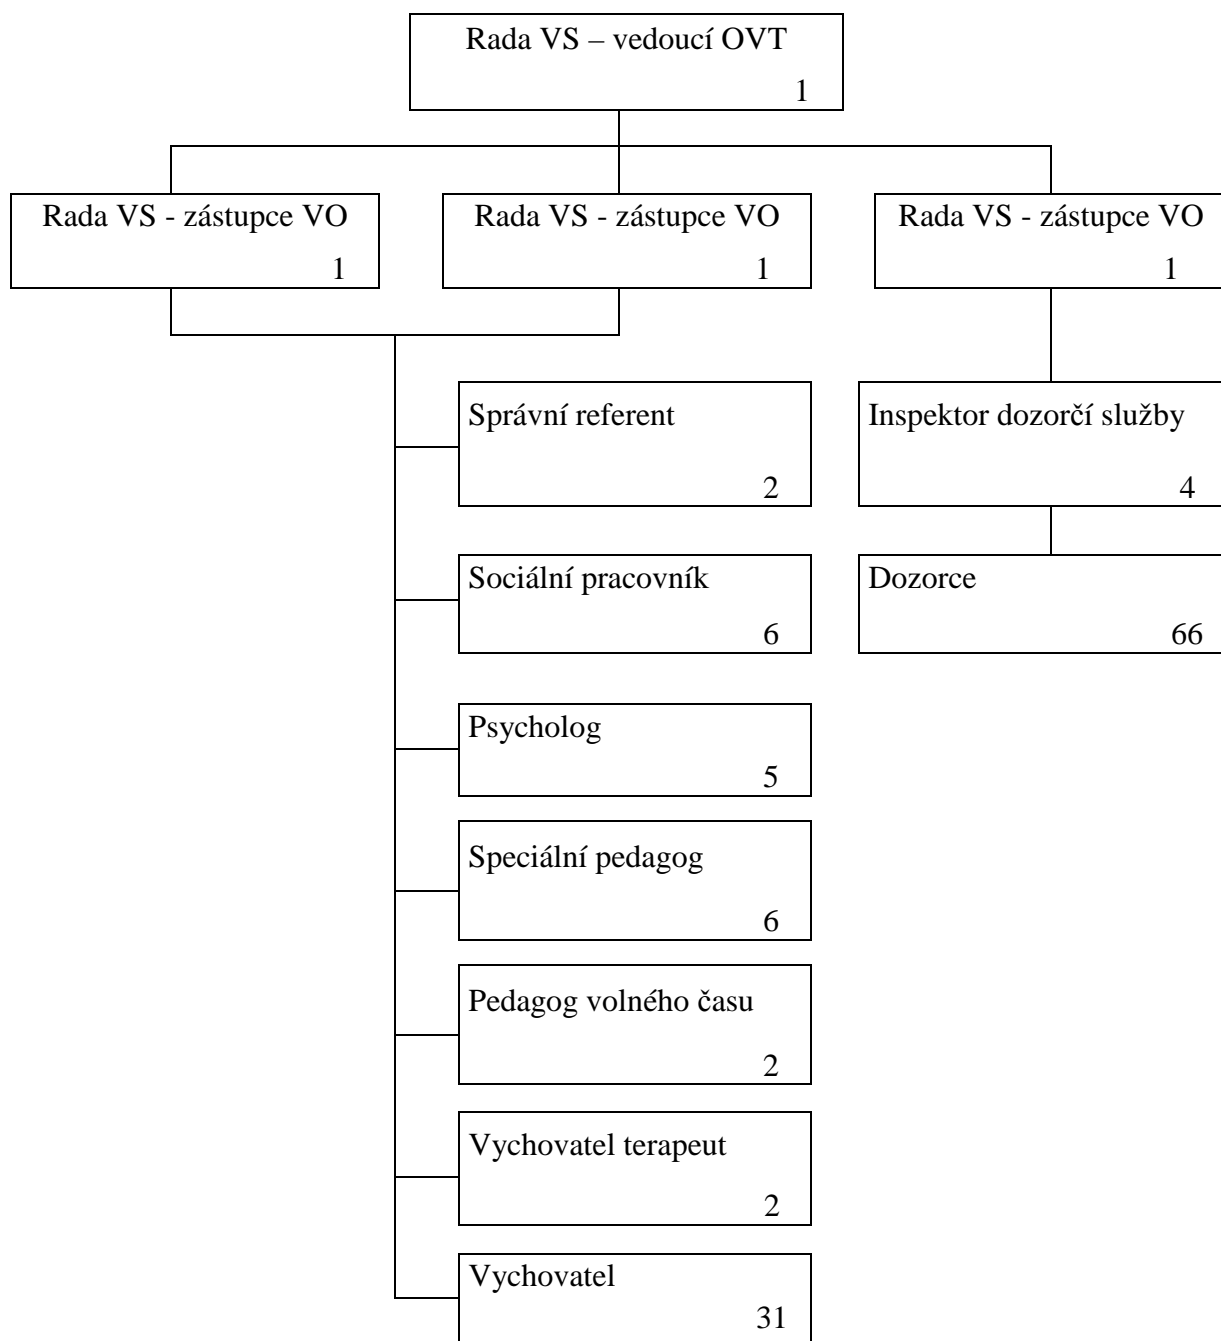 Rada VS – vedoucí OVT
1
Rada VS - zástupce VO
1
Rada VS - zástupce VO
1
Rada VS - zástupce VO
1
Správní referent
2
Inspektor dozorčí služby
4
Sociální pracovník
6
Dozorce
66
Psycholog
5
Speciální pedagog
6
Pedagog volného času
2
Vychovatel terapeut
2
Vychovatel
31